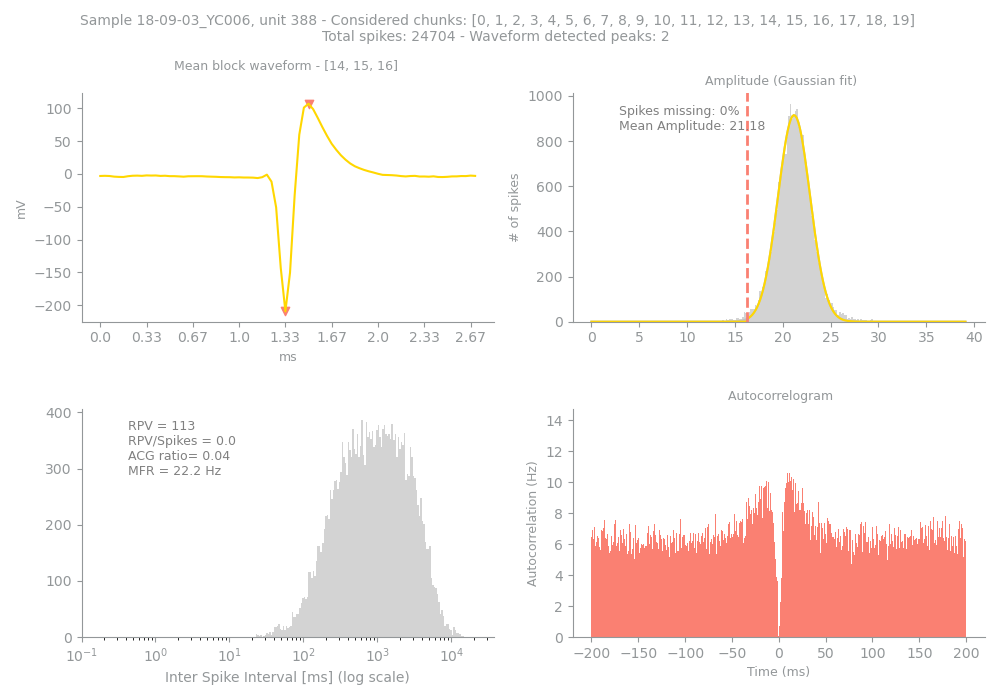 Sample 18-09-03_YC006, unit 388 - Considered chunks: [0, 1, 2, 3, 4, 5, 6, 7, 8, 9, 10, 11, 12, 13, 14, 15, 16, 17, 18, 19]
Total spikes: 24704 - Waveform detected peaks: 2
Mean block waveform - [14, 15, 16]
100
50
0
−50
−100
−150
−200
mV
0.0 0.33 0.67 1.0 1.33 1.67 2.0 2.33 2.67
ms
Amplitude (Gaussian fit)
Spikes missing: 0%
Mean Amplitude: 21.18
1000
800
600
400
200
0
# of spikes
0 5 10 15 20 25 30 35 40
RPV = 113
RPV/Spikes = 0.0
ACG ratio= 0.04
MFR = 22.2 Hz
400
300
200
100
0
10−1 100 101 102 103 104
Inter Spike Interval [ms] (log scale)
Autocorrelogram
14
12
10
8
6
4
2
0
Autocorrelation (Hz)
−200 −150 −100 −50 0 50 100 150 200
Time (ms)